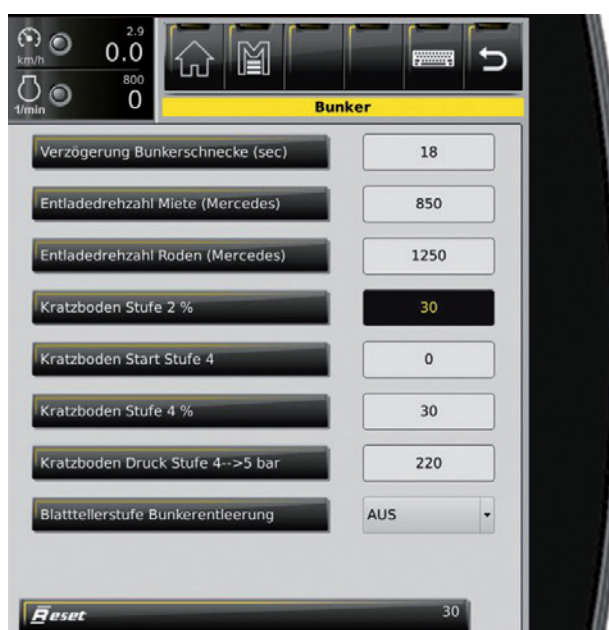 2.9
km/h
0.0
800
1/min
0
Bunker
Verzögerung Bunkerschnecke (sec) 18
Entladedrehzahl Miete (Mercedes) 850
Entladedrehzahl Roden (Mercedes) 1250
Kratzboden Stufe 2 % 30
Kratzboden Start Stufe 4 0
Kratzboden Stufe 4 % 30
Kratzboden Druck Stufe 4-->5 bar 220
Blatttellerstufe Bunkerentleerung AUS
Reset 30